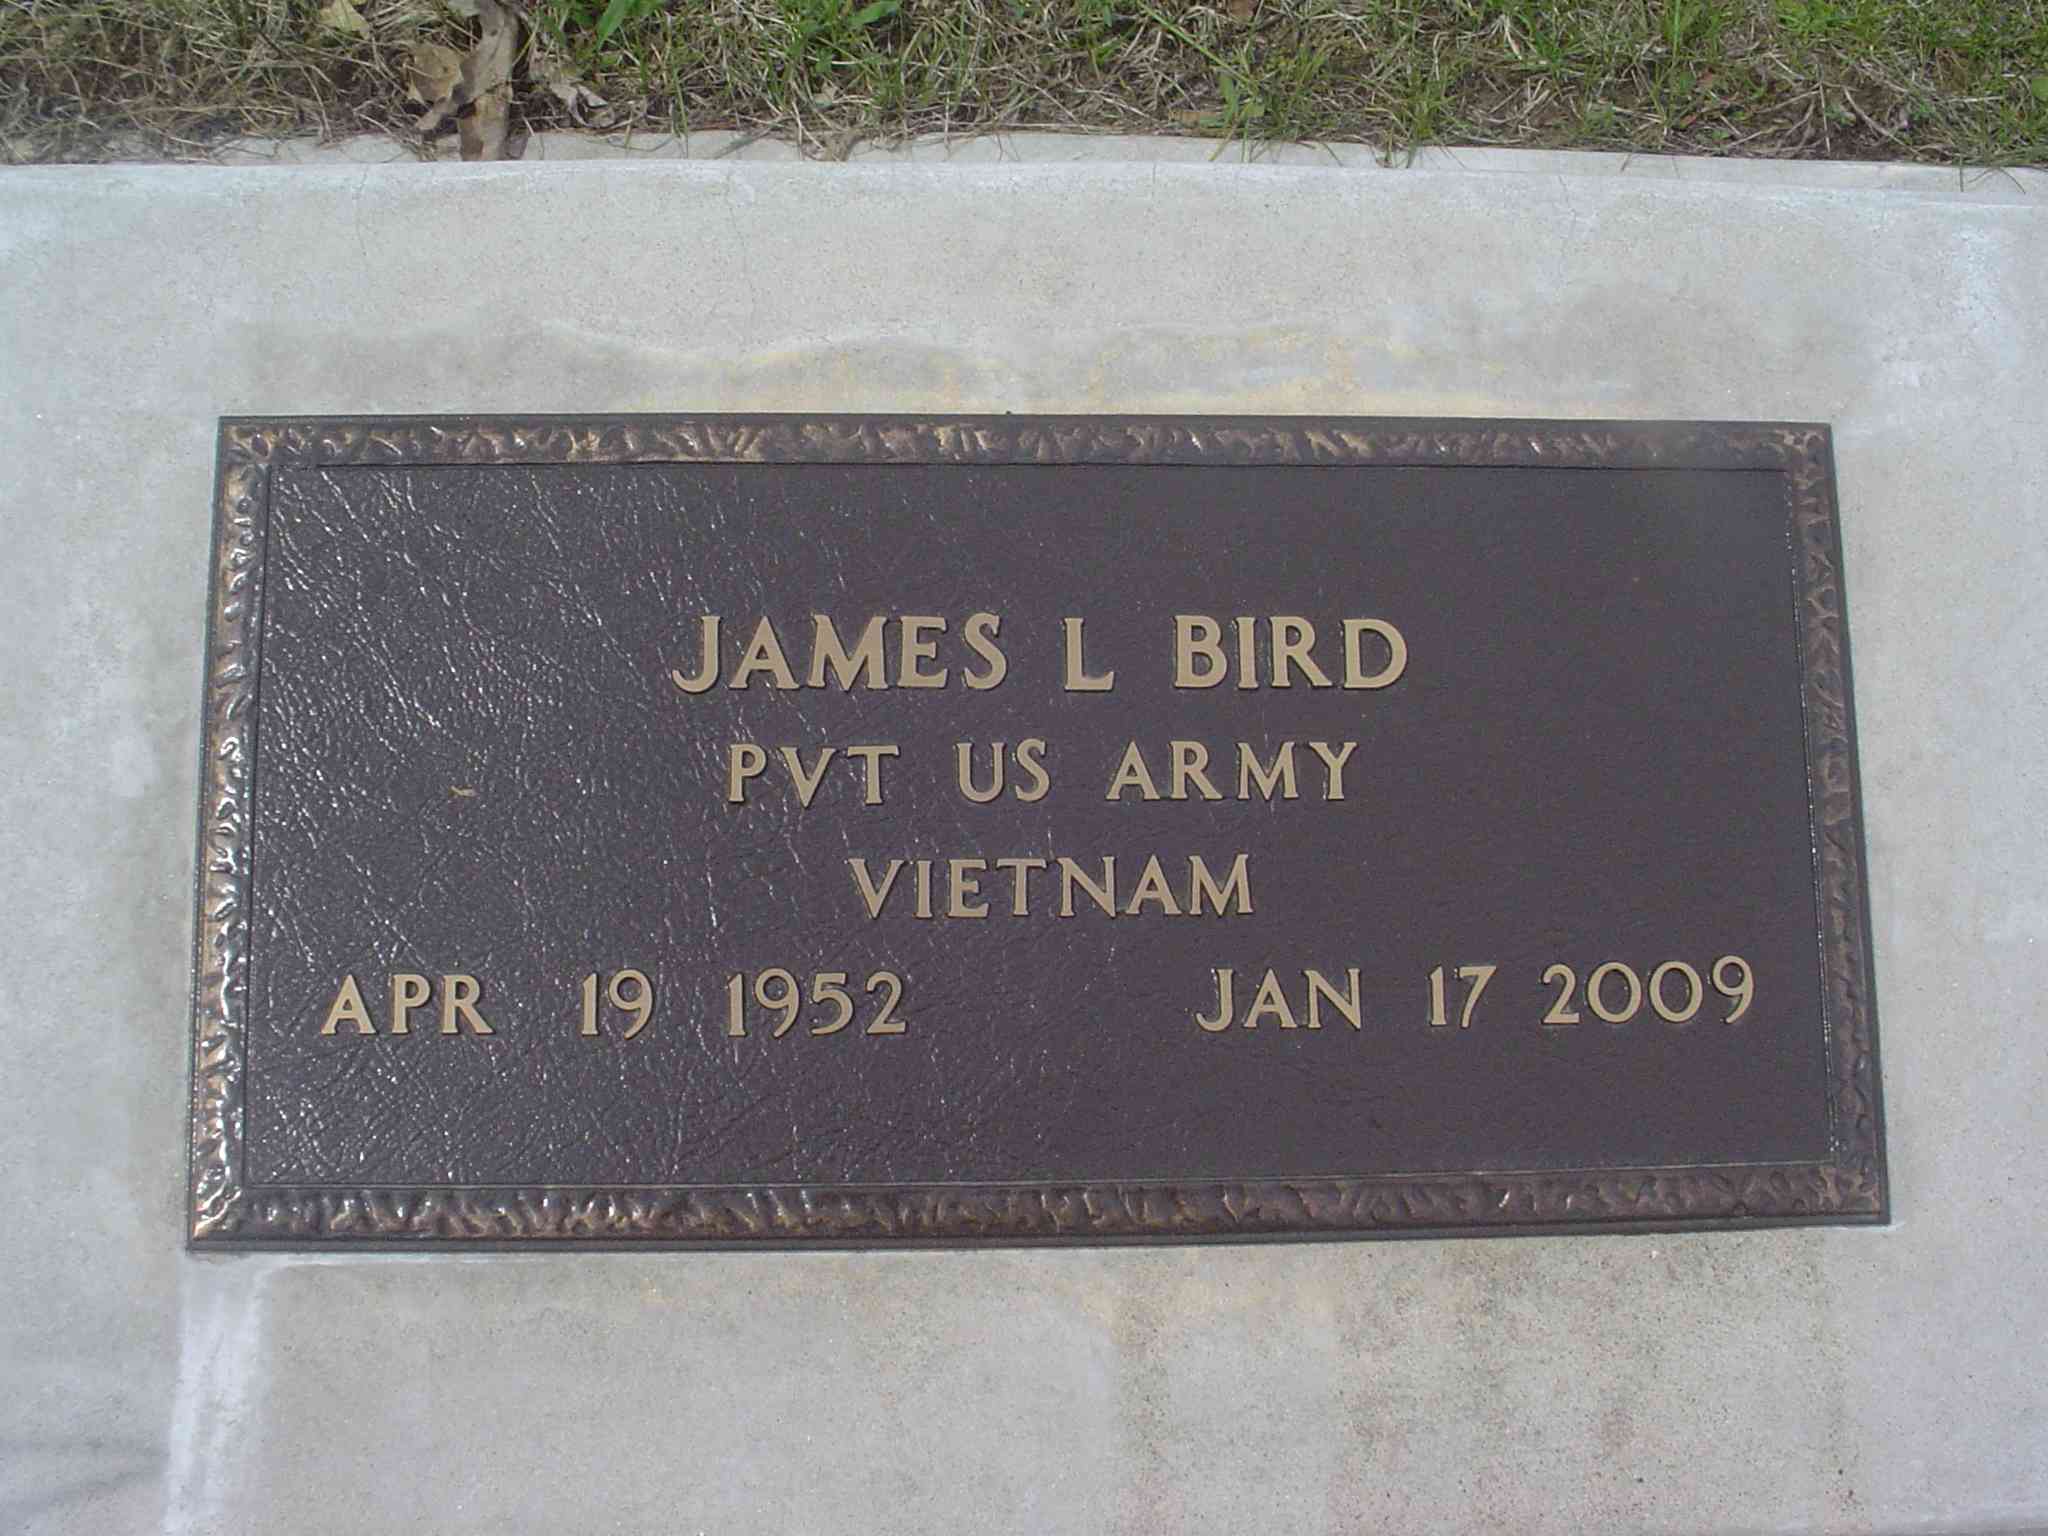 JAMES L BIRD
PVT US ARMY
VIETNAM
APR 19 1952 JAN 17 2009